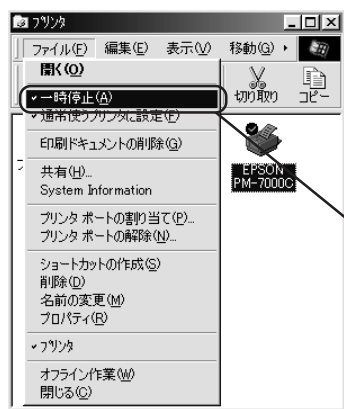 プリンタ
ファイル(F) 編集(E) 表示(V) 移動(G)
開く(O)
切り取り コピー
一時停止(A)
通常使うプリンタに設定(F)
印刷ドキュメントの削除(G)
共有(H)...
System Information
EPSON
PM-7000C
プリンタ ポートの割り当て(P)...
プリンタ ポートの解除(N)...
ショートカットの作成(S)
削除(D)
名前の変更(M)
プロパティ(R)
プリンタ
オフライン作業(W)
閉じる(C)